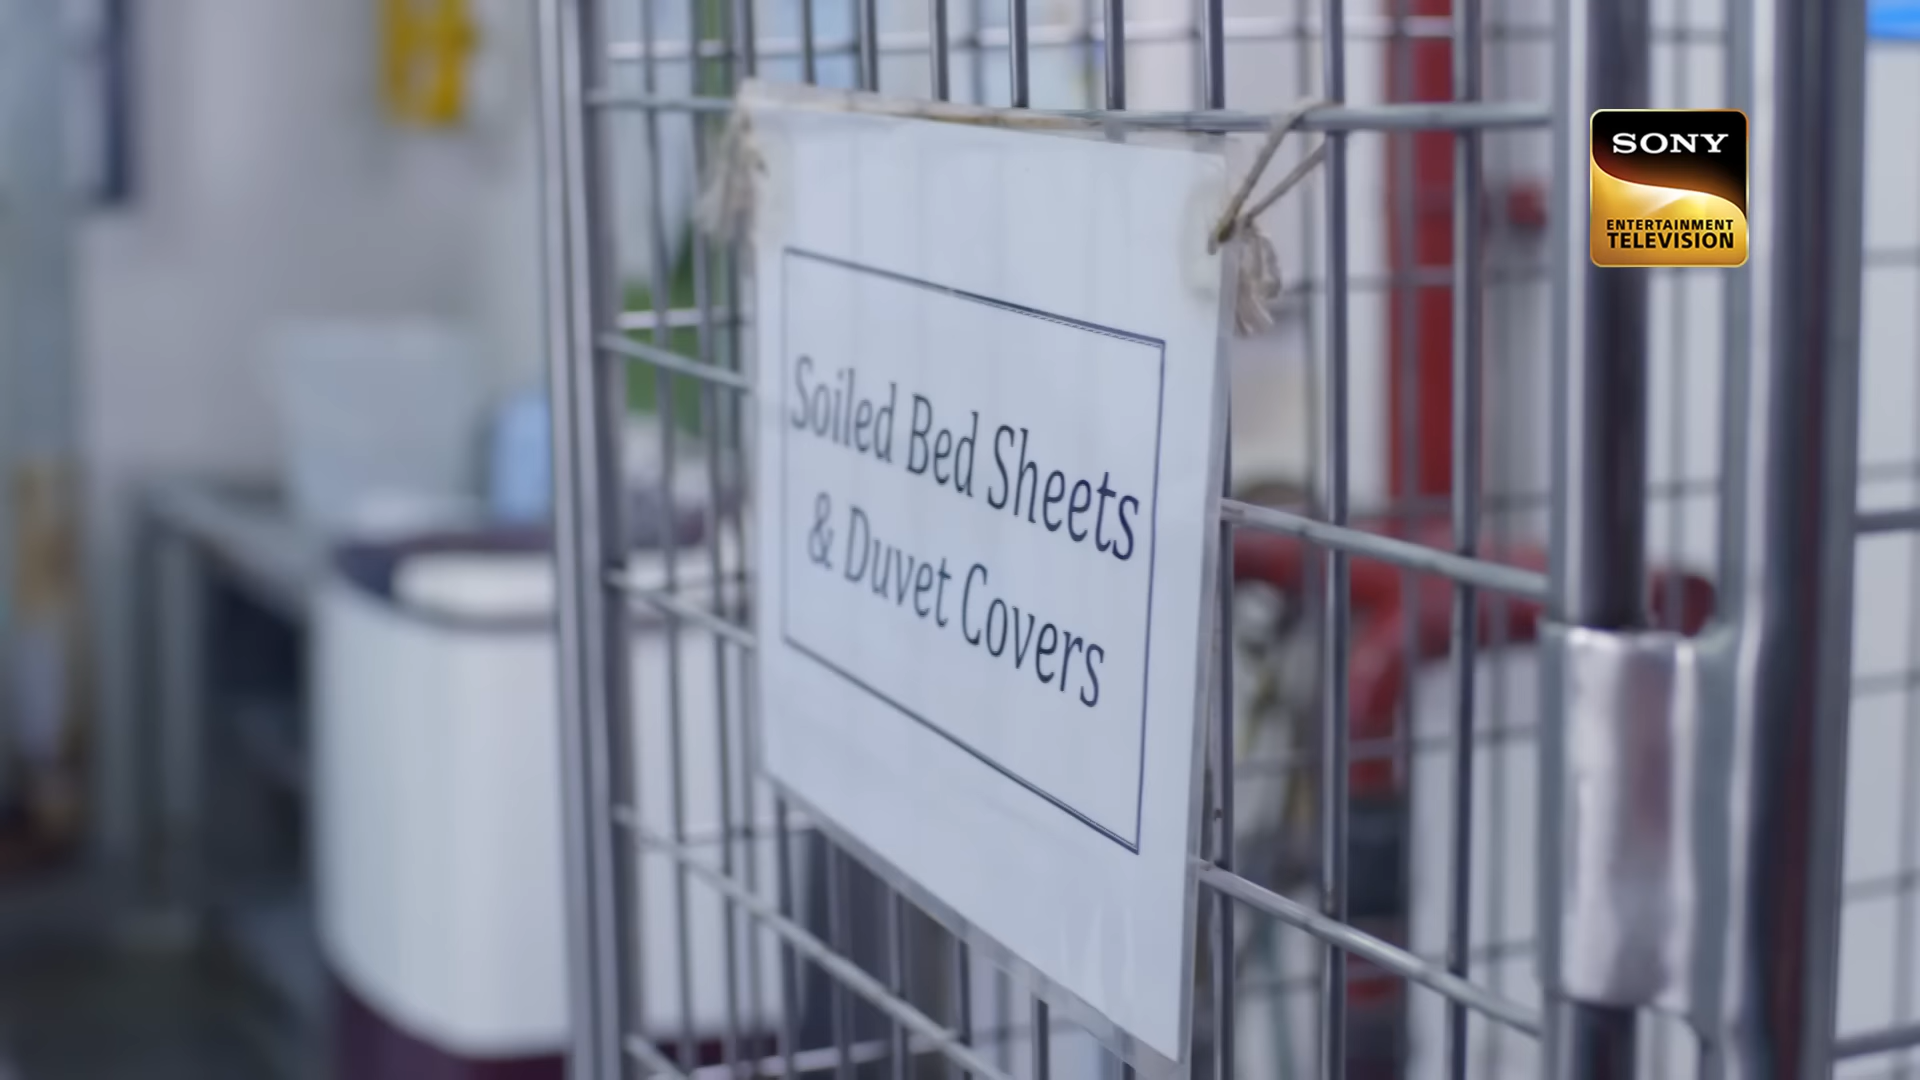 Soiled Bed Sheets
& Duvet Covers
SONY
ENTERTAINMENT
TELEVISION